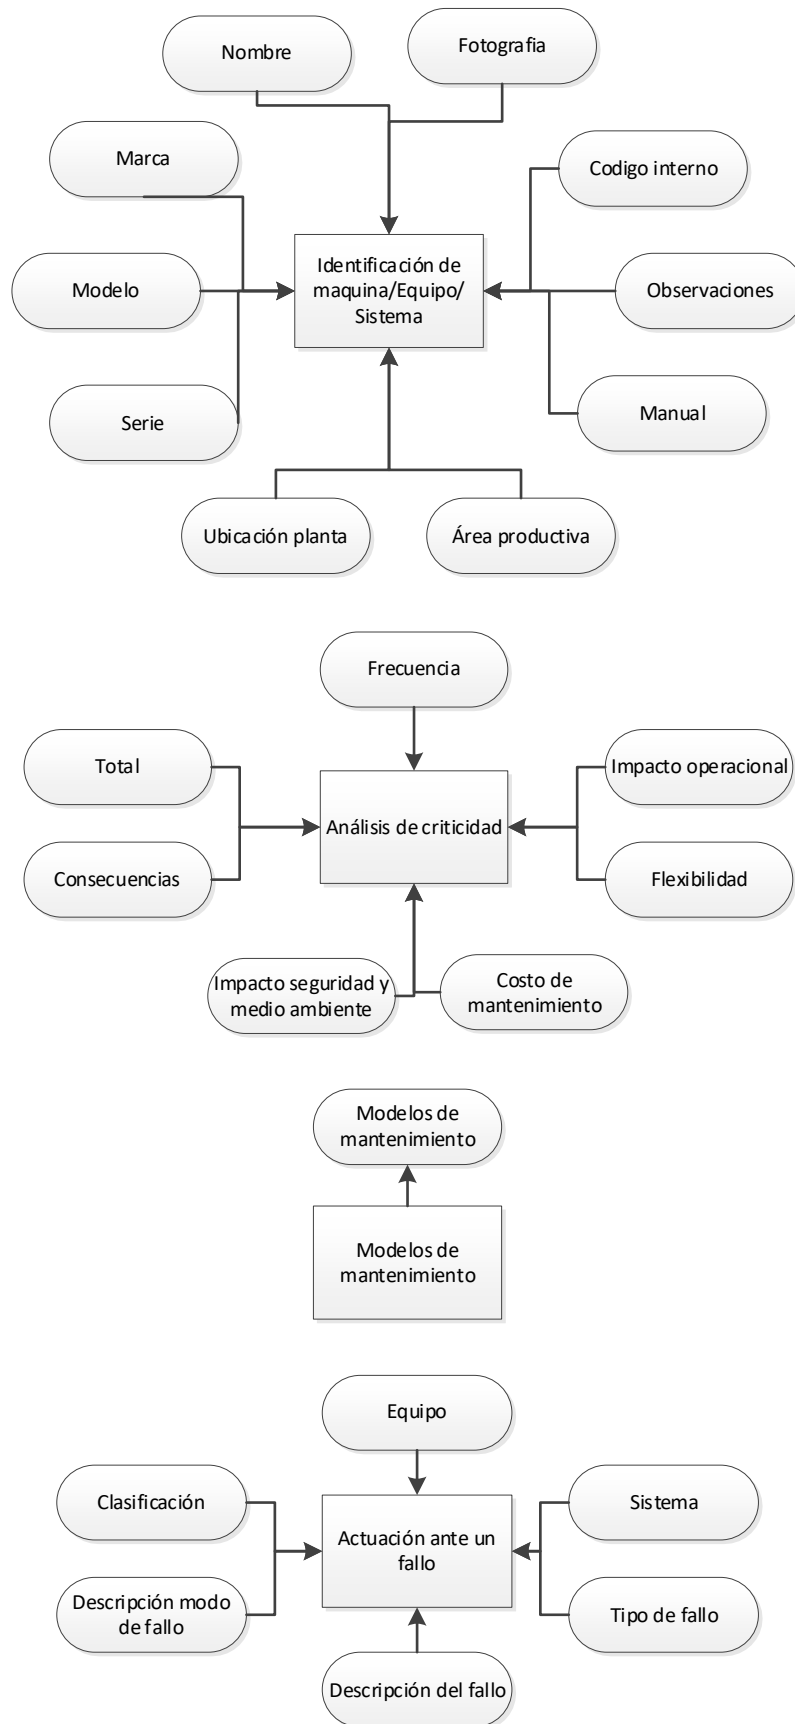 Nombre
Fotografia
Marca
Codigo interno
Identificación de
maquina/Equipo/
Sistema
Modelo
Observaciones
Serie
Manual
Ubicación planta
Área productiva
Frecuencia
Total
Impacto operacional
Análisis de criticidad
Consecuencias
Flexibilidad
Impacto seguridad y
medio ambiente
Costo de
mantenimiento
Modelos de
mantenimiento
Modelos de
mantenimiento
Equipo
Clasificación
Sistema
Actuación ante un
fallo
Descripción modo
de fallo
Tipo de fallo
Descripción del fallo